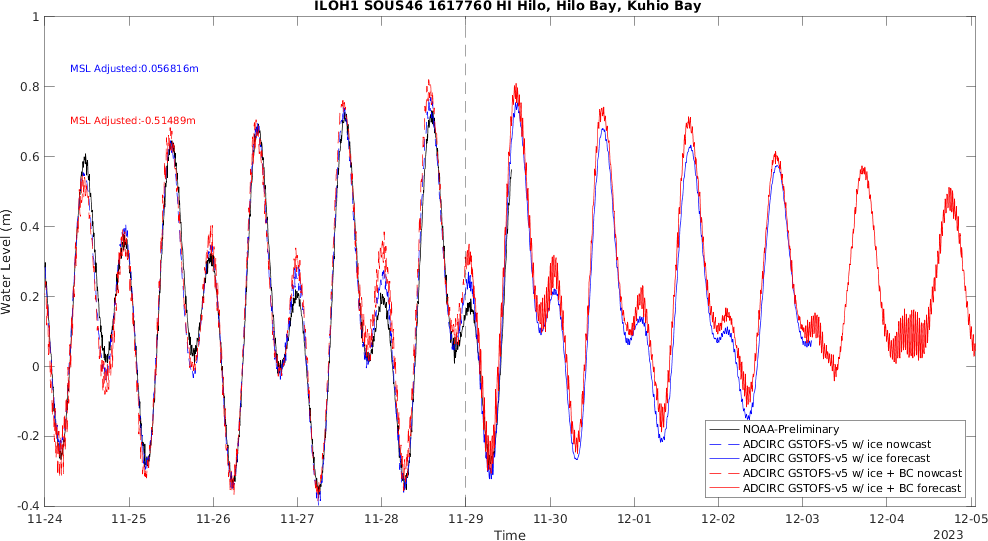 ILOH1 SOUS46 1617760 HI Hilo, Hilo Bay, Kuhio Bay
1
0.8
0.6
0.4
0.2
0
-0.2
-0.4
Water Level (m)
MSL Adjusted:0.056816m
MSL Adjusted:-0.51489m
NOAA-Preliminary
ADCIRC GSTOFS-v5 w/ ice nowcast
ADCIRC GSTOFS-v5 w/ ice forecast
ADCIRC GSTOFS-v5 w/ ice + BC nowcast
ADCIRC GSTOFS-v5 w/ ice + BC forecast
11-24 11-25 11-26 11-27 11-28 11-29 11-30 12-01 12-02 12-03 12-04 12-05
Time
2023